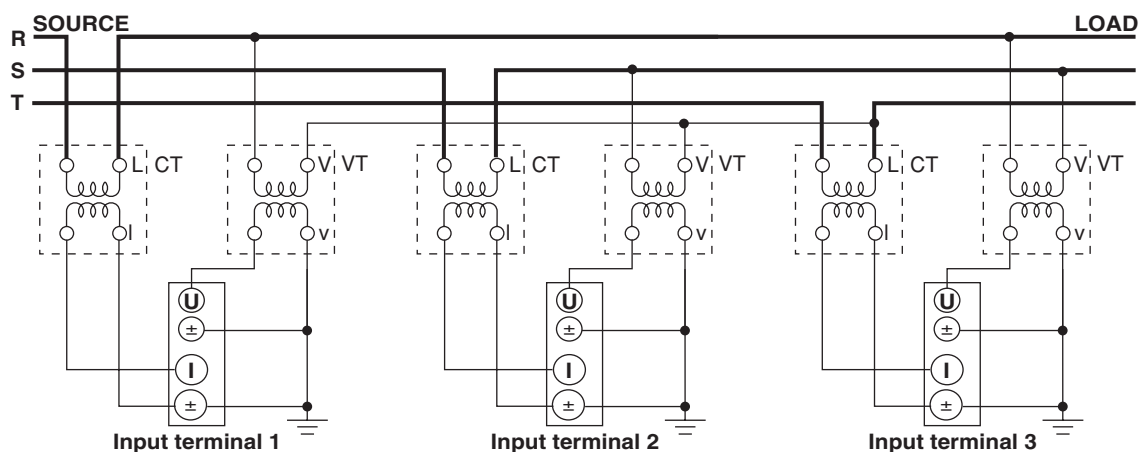 SOURCE LOAD
R
S
T
L CT V VT L CT V VT L CT V VT
l v l v l v
U U U
± ± ±
I I I
± ± ±
Input terminal 1 Input terminal 2 Input terminal 3